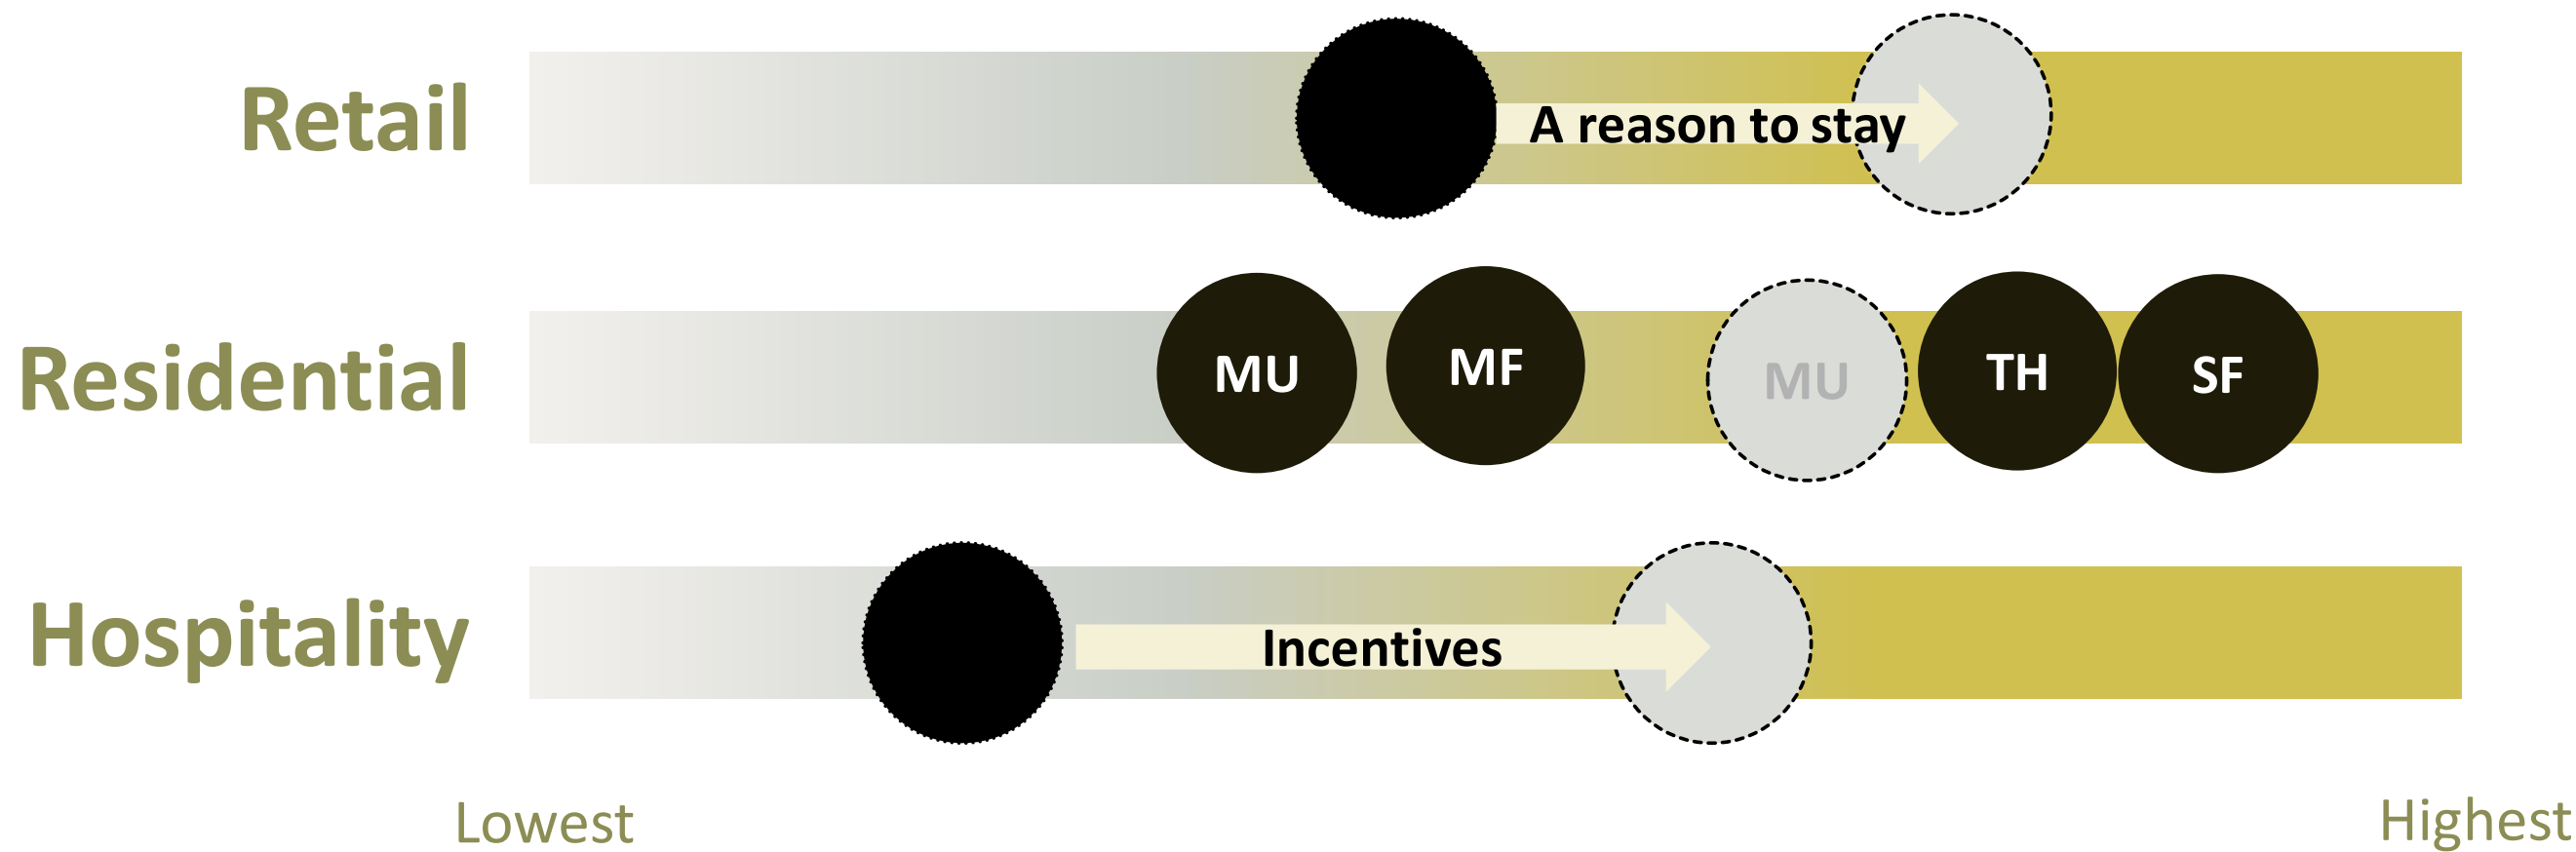 Retail
A reason to stay
Residential
MU
MF
MU
TH
SF
Hospitality
Incentives
Lowest
Highest